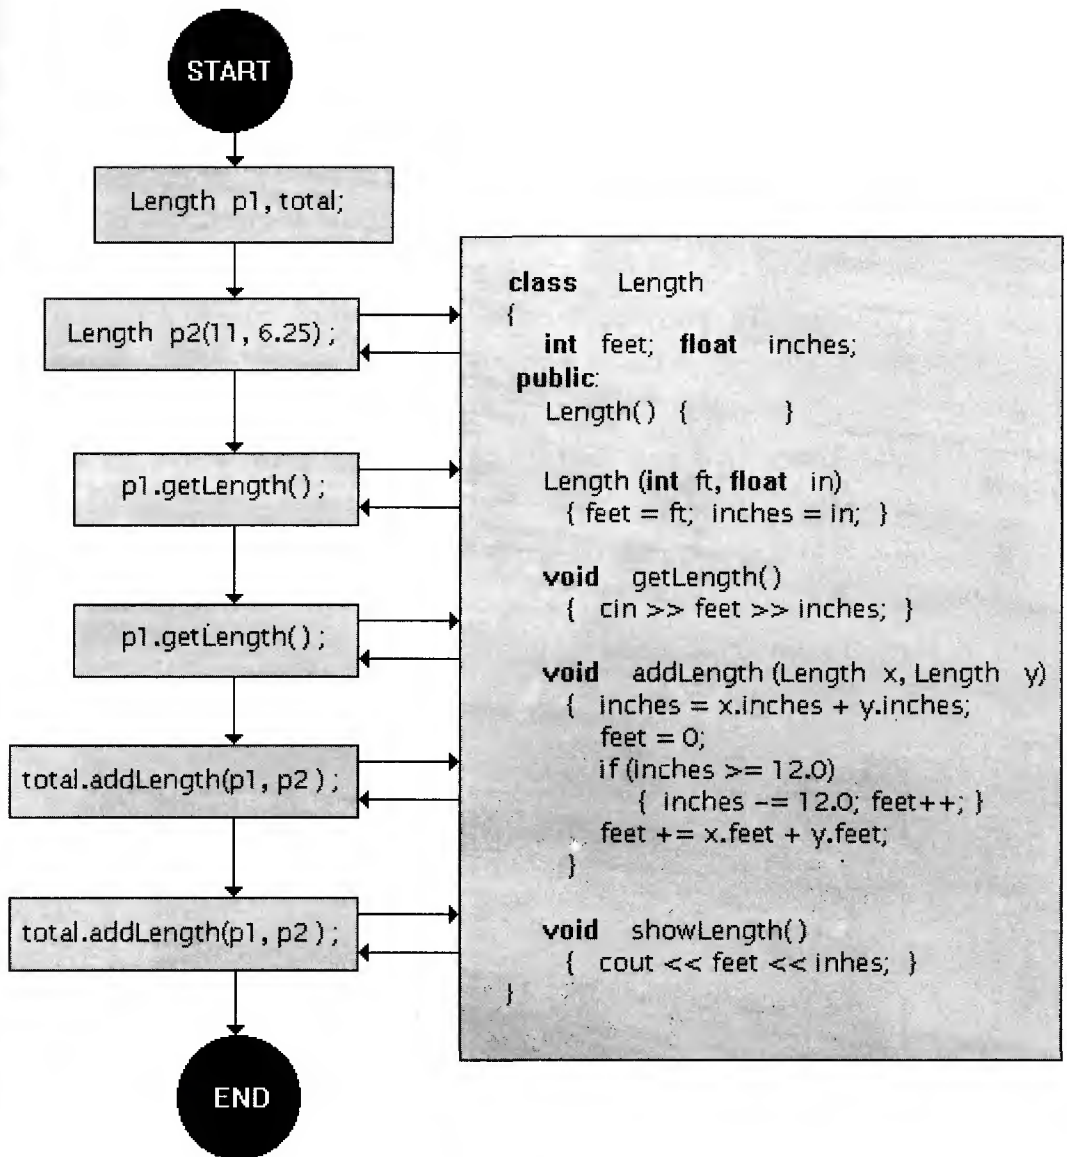 START
Length p1, total;
Length p2(11, 6.25) ;
p1.getLength() ;
p1.getLength() ;
total.addLength(p1, p2 ) ;
total.addLength(p1, p2 ) ;
END
class Length
{
int feet; float inches;
public:
Length() { }
Length (int ft, float in)
{ feet = ft; inches = in; }
void getLength()
{ cin >> feet >> inches; }
void addLength (Length x, Length y)
{ inches = x.inches + y.inches;
feet = 0;
if (inches >= 12.0)
{ inches -= 12.0; feet++; }
feet += x.feet + y.feet;
}
void showLength()
{ cout << feet << inhes; }
}